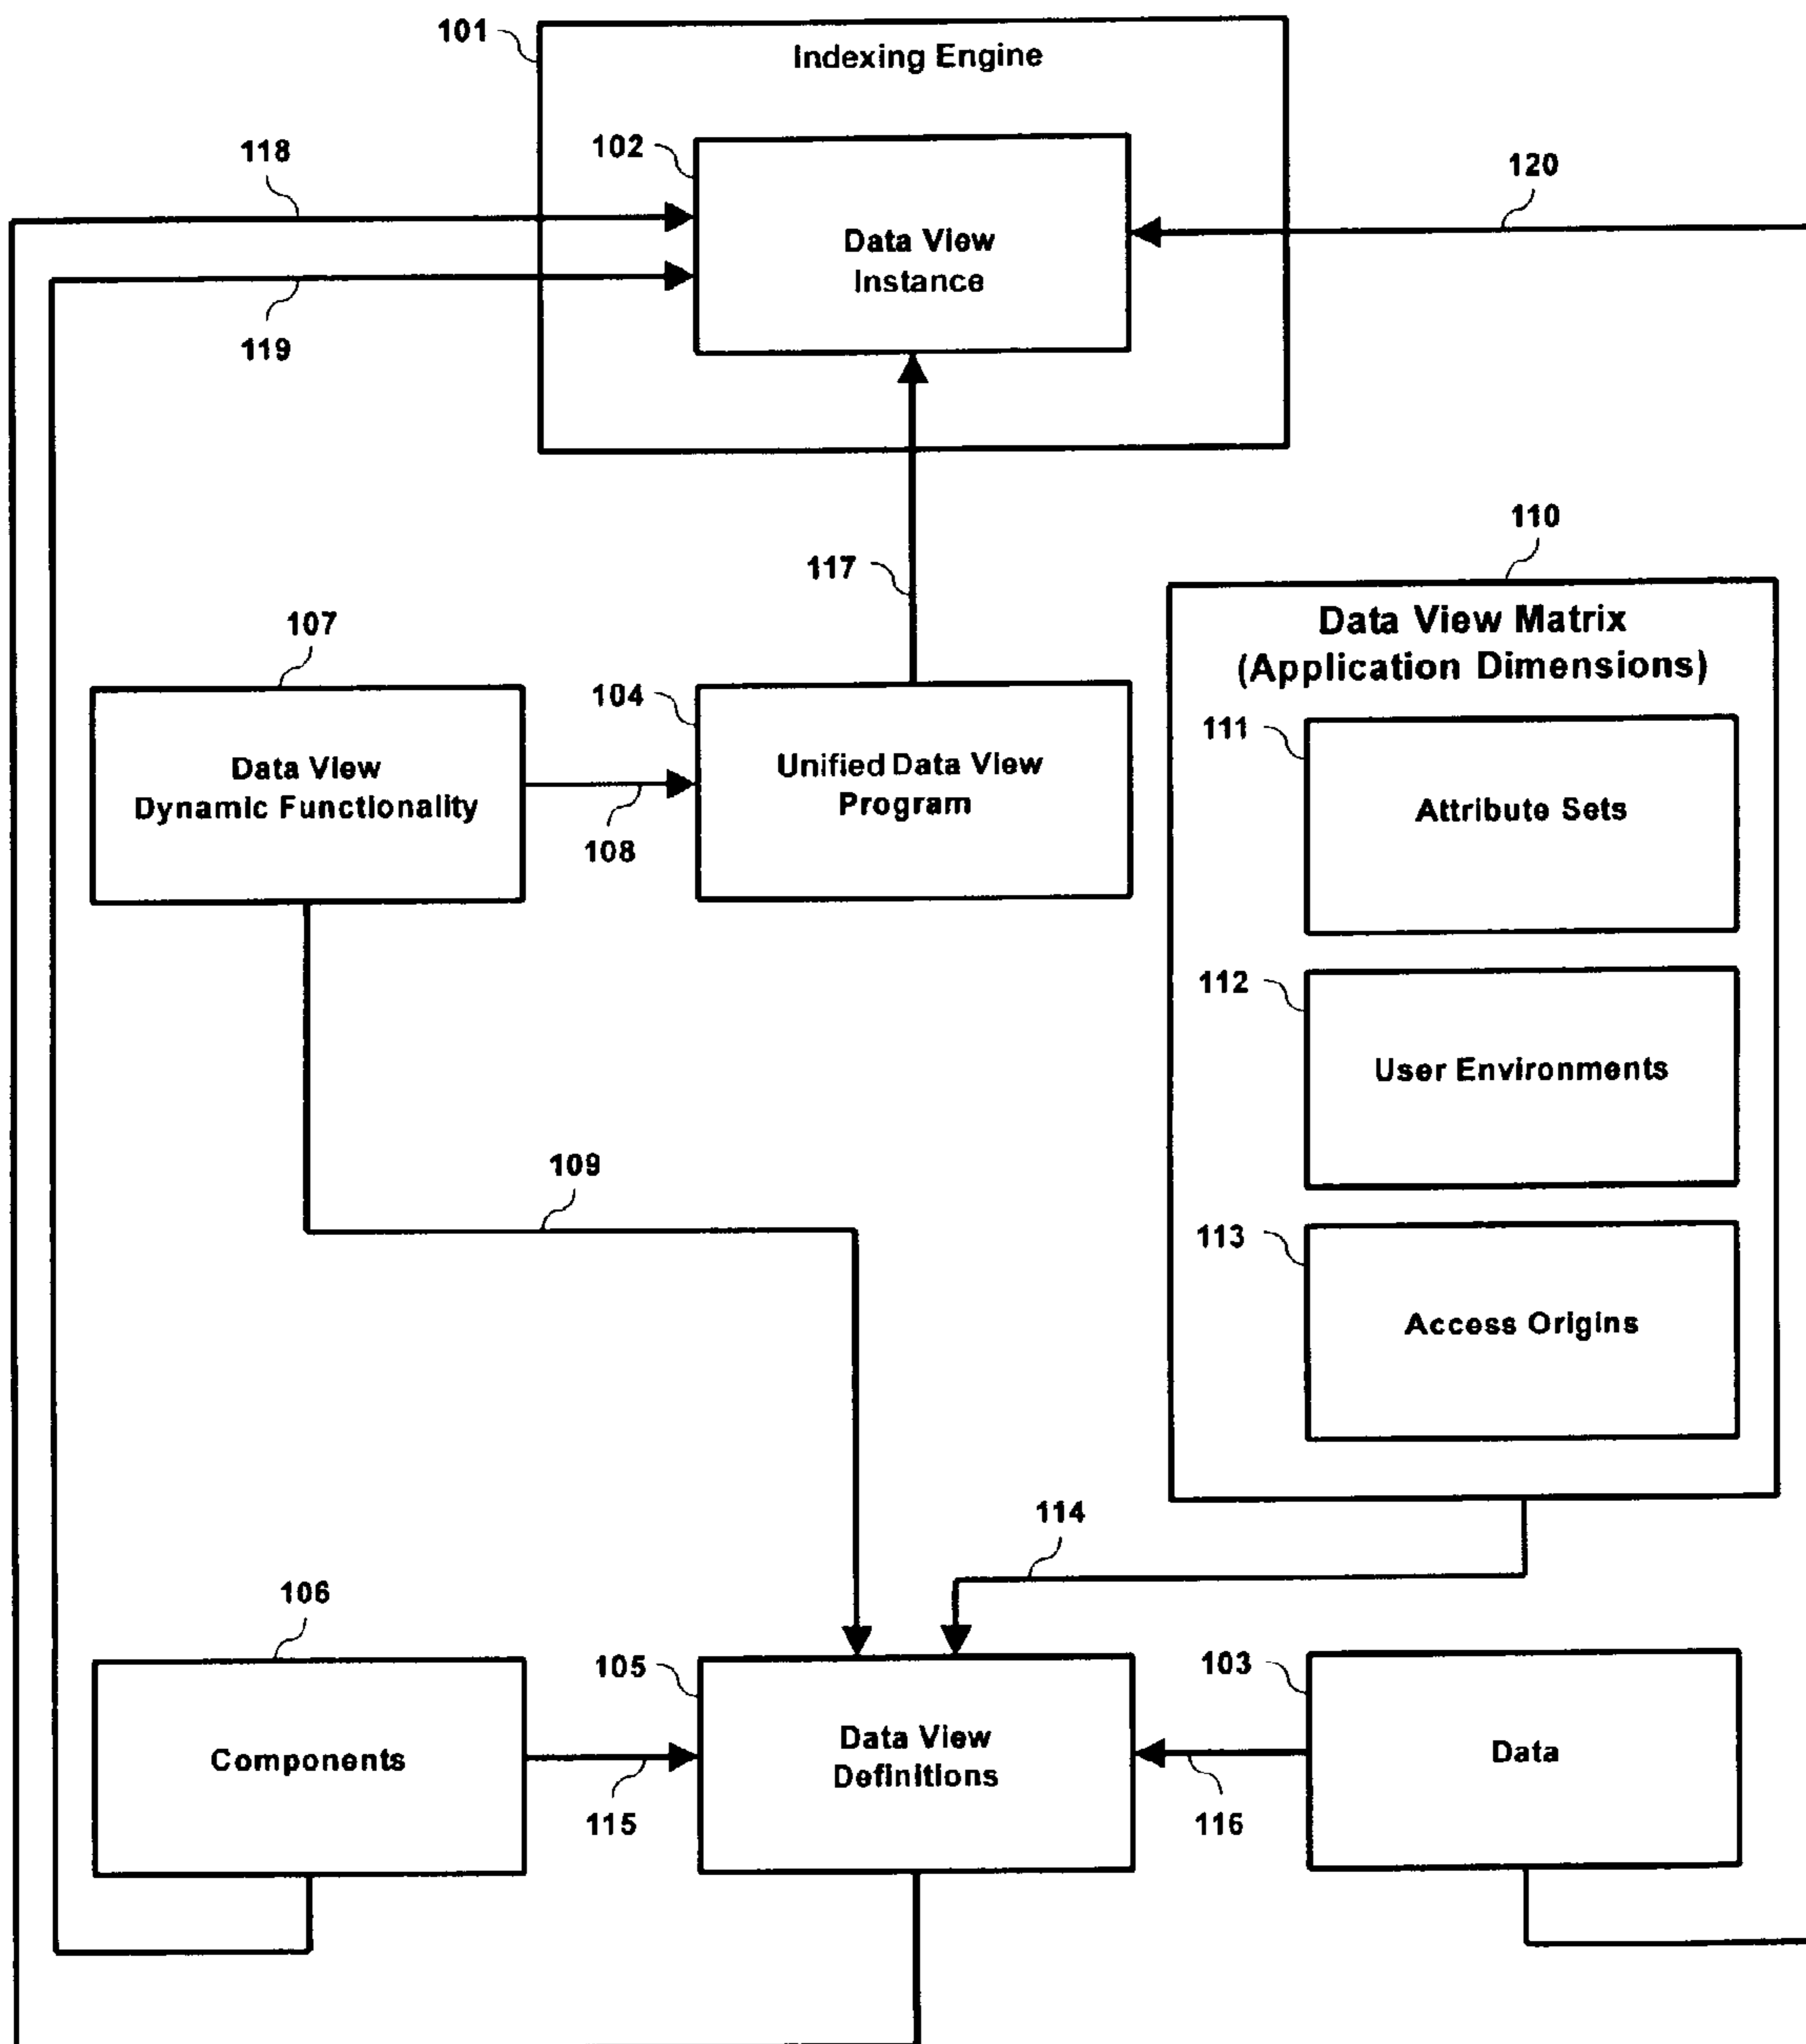 101
Indexing Engine
118
102
120
Data View
Instance
119
110
117
Data View Matrix
(Application Dimensions)
107
104
111
Data View
Dynamic Functionality
Unified Data View
Program
Attribute Sets
108
112
User Environments
109
113
Access Origins
114
106
105
103
Components
Data View
Definitions
Data
115
116